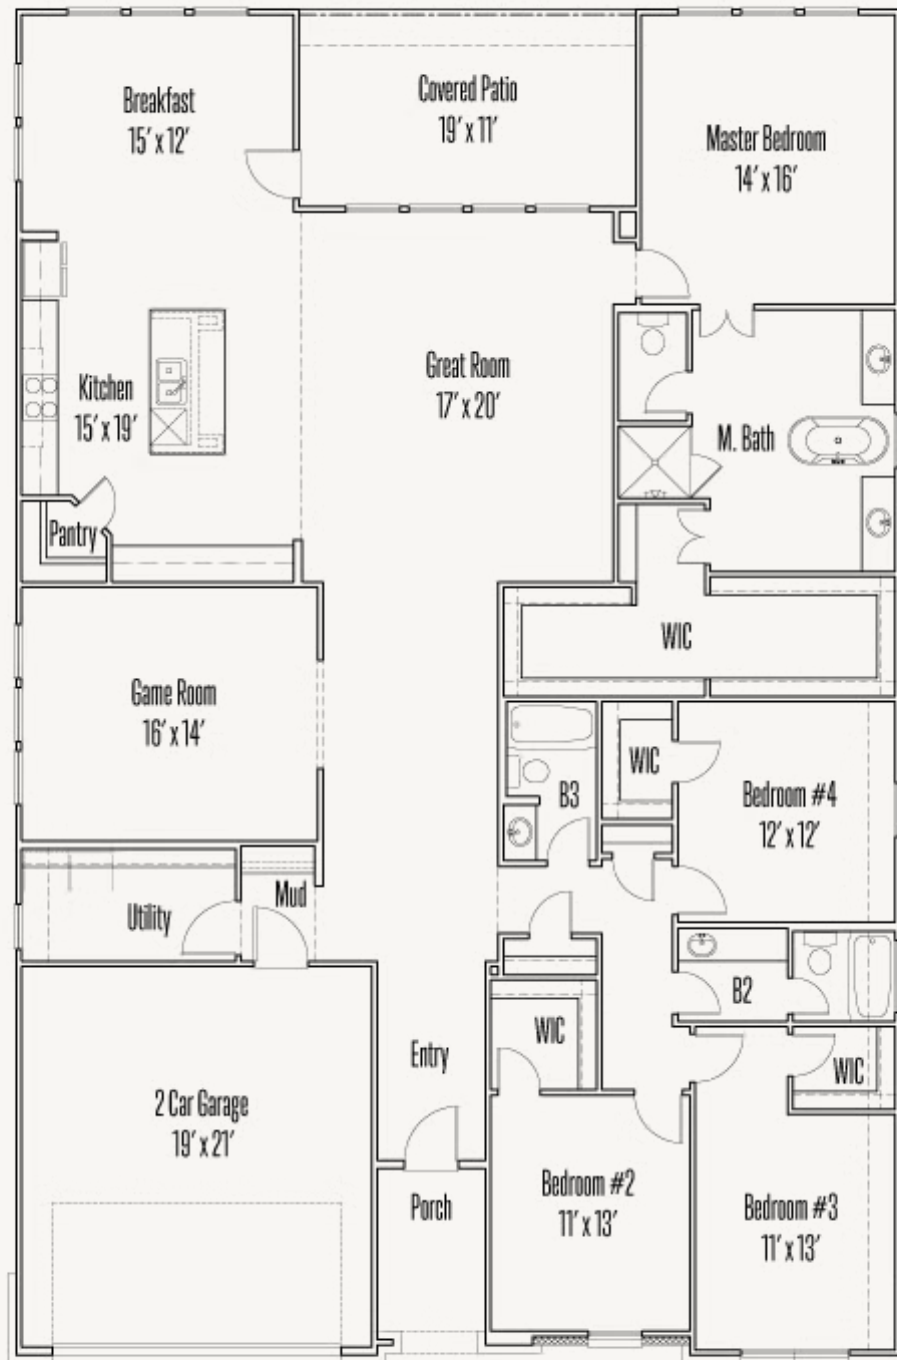 Breakfast
15' x 12'
Covered Patio
19' x 11'
Master Bedroom
14' x 16'
Great Room
17' x 20'
Kitchen
15' x 19'
M. Bath
Pantry
WIC
Game Room
16' x 14'
WIC
B3
Bedroom #4
12' x 12'
Mud
Utility
B2
WIC
Entry
WIC
2 Car Garage
19' x 21'
Bedroom #2
11' x 13'
Porch
Bedroom #3
11' x 13'